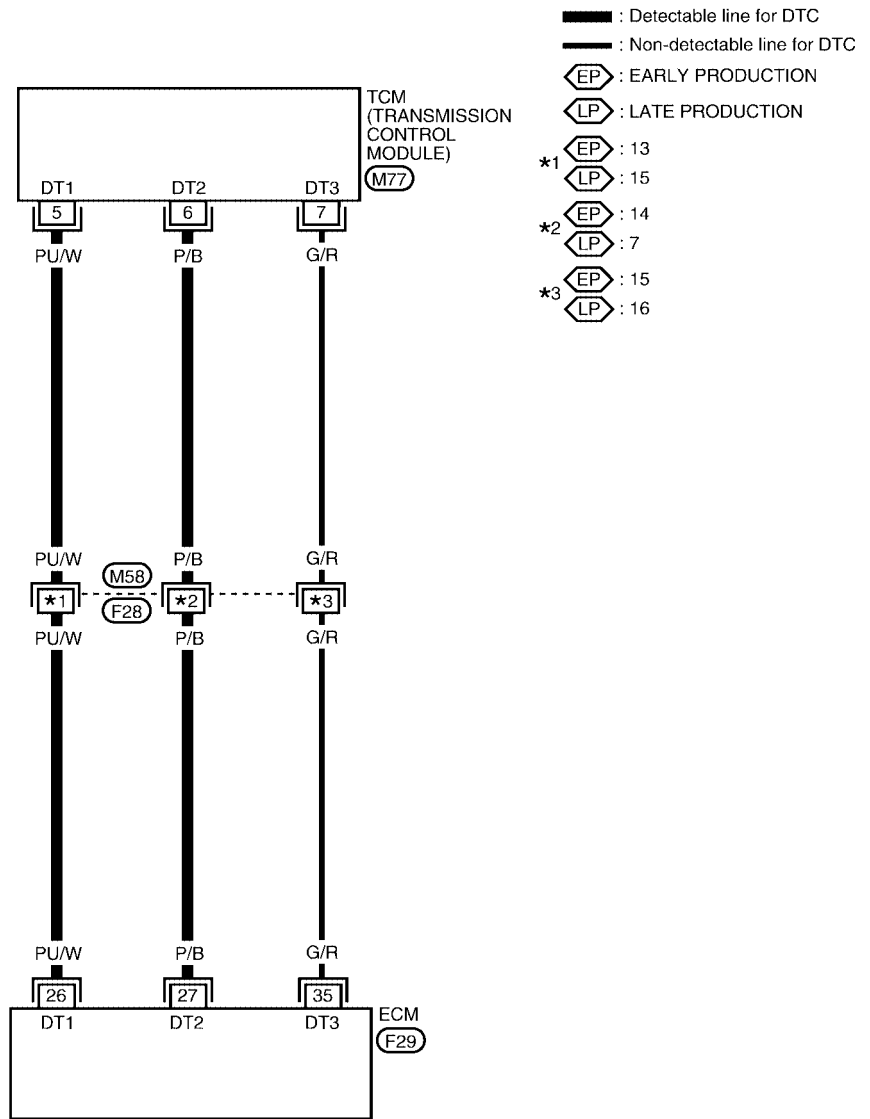 : Detectable line for DTC
: Non-detectable line for DTC
EP : EARLY PRODUCTION
LP : LATE PRODUCTION
*1 EP : 13
LP : 15
*2 EP : 14
LP : 7
*3 EP : 15
LP : 16
TCM
(TRANSMISSION
CONTROL
MODULE)
M77
DT1 DT2 DT3
5 6 7
PU/W P/B G/R
PU/W P/B G/R
M58
*1 *2 *3
F28
PU/W P/B G/R
PU/W P/B G/R
26 27 35
DT1 DT2 DT3
ECM
F29